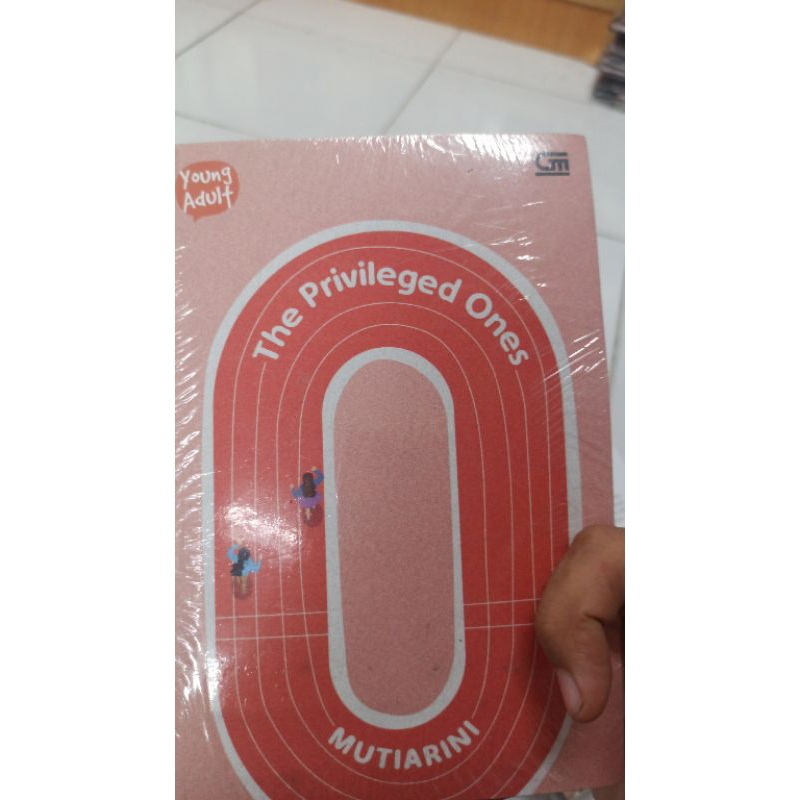 Young
Adult
GM
The Privileged Ones
MUTIARINI